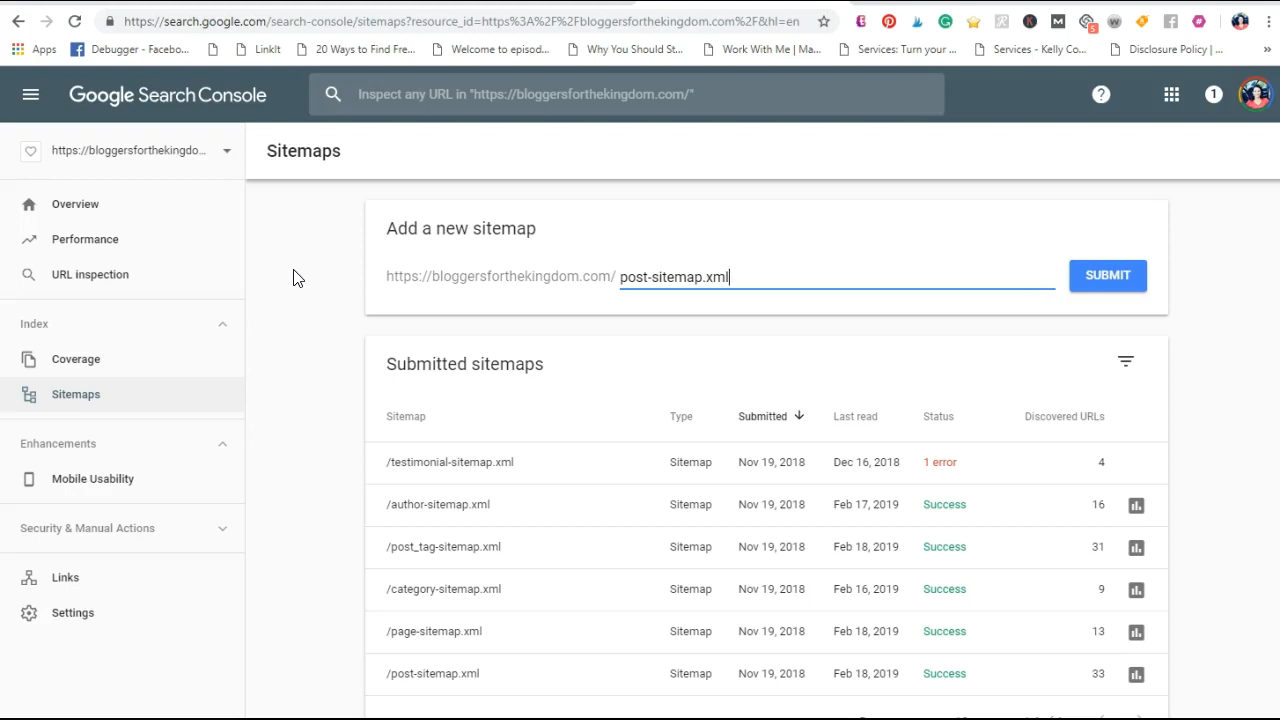 https://search.google.com/search-console/sitemaps?resource_id=https%3A%2F%2Fbloggersforthekingdom.com%2F&hl=en
Apps Debugger - Facebo... LinkIt 20 Ways to Find Fre... Welcome to episod... Why You Should St... Work With Me | Ma... Services: Turn your ... Services - Kelly Co... Disclosure Policy | ... »
Google Search Console
Inspect any URL in "https://bloggersforthekingdom.com/"
1
https://bloggersforthekingdo...
Sitemaps
Overview
Performance
URL inspection
Index
Coverage
Sitemaps
Enhancements
Mobile Usability
Security & Manual Actions
Links
Settings
Add a new sitemap
https://bloggersforthekingdom.com/ post-sitemap.xml
SUBMIT
Submitted sitemaps
Sitemap Type Submitted Last read Status Discovered URLs
/testimonial-sitemap.xml Sitemap Nov 19, 2018 Dec 16, 2018 1 error 4
/author-sitemap.xml Sitemap Nov 19, 2018 Feb 17, 2019 Success 16
/post_tag-sitemap.xml Sitemap Nov 19, 2018 Feb 18, 2019 Success 31
/category-sitemap.xml Sitemap Nov 19, 2018 Feb 16, 2019 Success 9
/page-sitemap.xml Sitemap Nov 19, 2018 Feb 18, 2019 Success 13
/post-sitemap.xml Sitemap Nov 19, 2018 Feb 18, 2019 Success 33